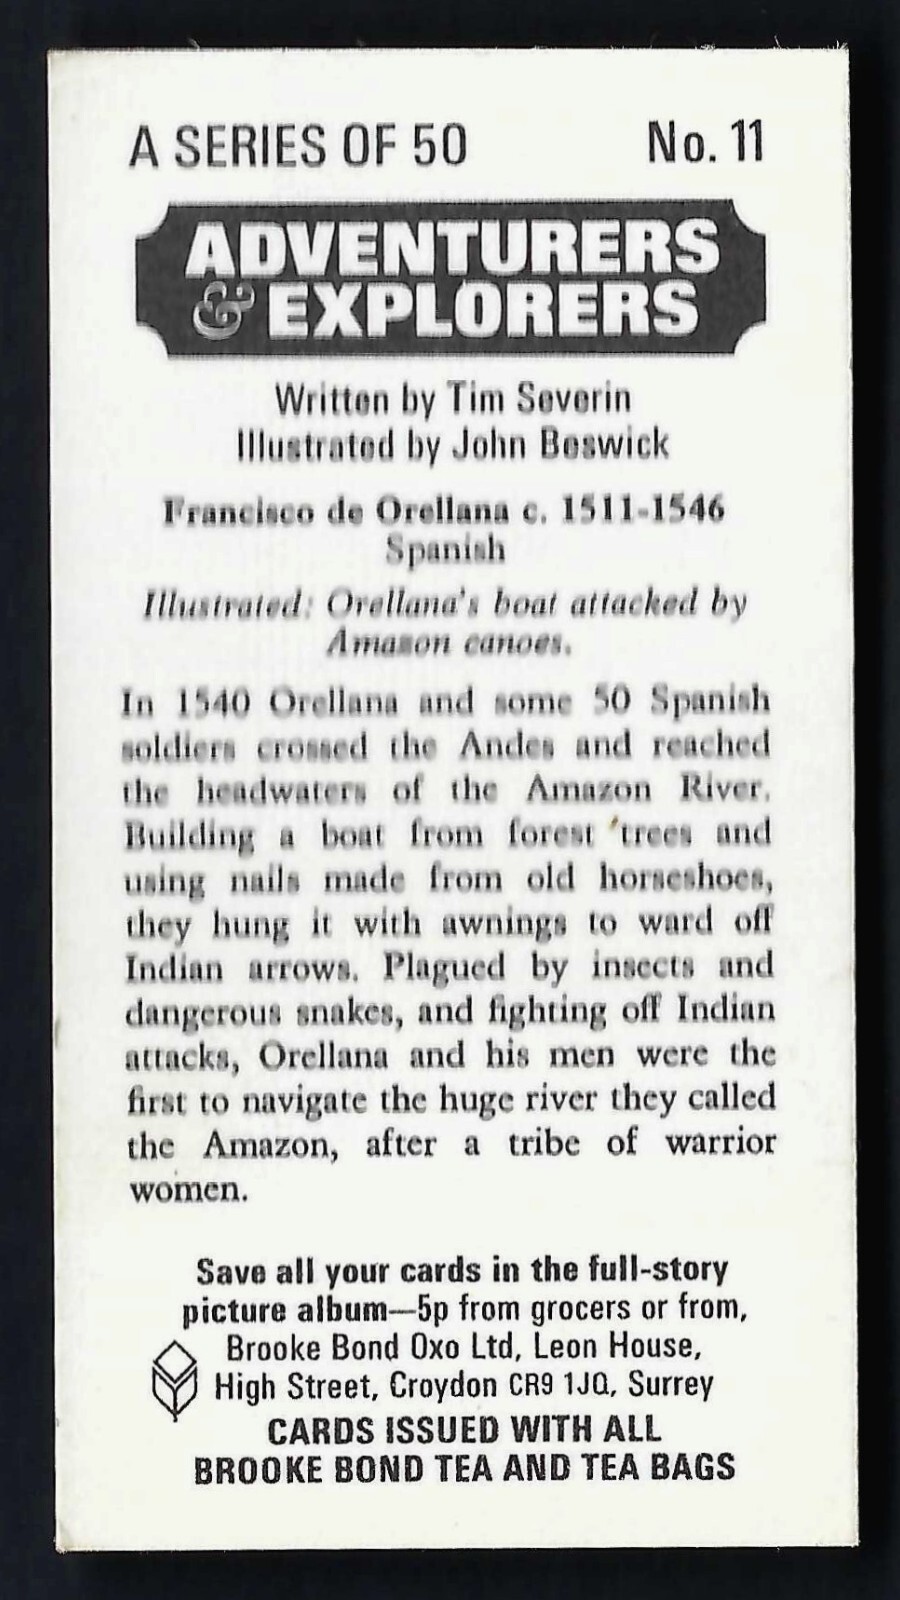 A SERIES OF 50 No. 11
ADVENTURERS
& EXPLORERS
Written by Tim Severin
Illustrated by John Beswick
Francisco de Orellana c. 1511-1546
Spanish
Illustrated: Orellana's boat attacked by
Amazon canoes.
In 1540 Orellana and some 50 Spanish
soldiers crossed the Andes and reached
the headwaters of the Amazon River.
Building a boat from forest trees and
using nails made from old horseshoes,
they hung it with awnings to ward off
Indian arrows. Plagued by insects and
dangerous snakes, and fighting off Indian
attacks, Orellana and his men were the
first to navigate the huge river they called
the Amazon, after a tribe of warrior
women.
Save all your cards in the full-story
picture album—5p from grocers or from,
Brooke Bond Oxo Ltd, Leon House,
High Street, Croydon CR9 1JQ, Surrey
CARDS ISSUED WITH ALL
BROOKE BOND TEA AND TEA BAGS